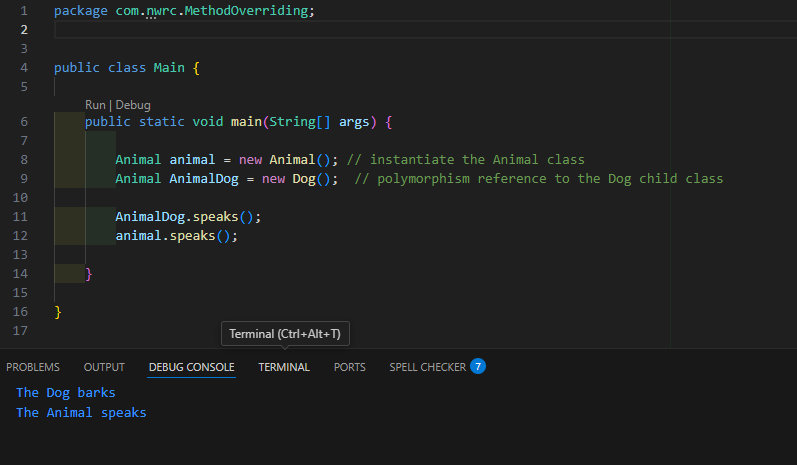 1 package com.nwrc.MethodOverriding;
2
3
4 public class Main {
5
Run | Debug
6 public static void main(String[] args) {
7
8 Animal animal = new Animal(); // instantiate the Animal class
9 Animal AnimalDog = new Dog();  // polymorphism reference to the Dog child class
10
11 AnimalDog.speaks();
12 animal.speaks();
13
14 }
15
16 }
17
Terminal (Ctrl+Alt+T)
PROBLEMS OUTPUT DEBUG CONSOLE TERMINAL PORTS SPELL CHECKER 7
The Dog barks
The Animal speaks